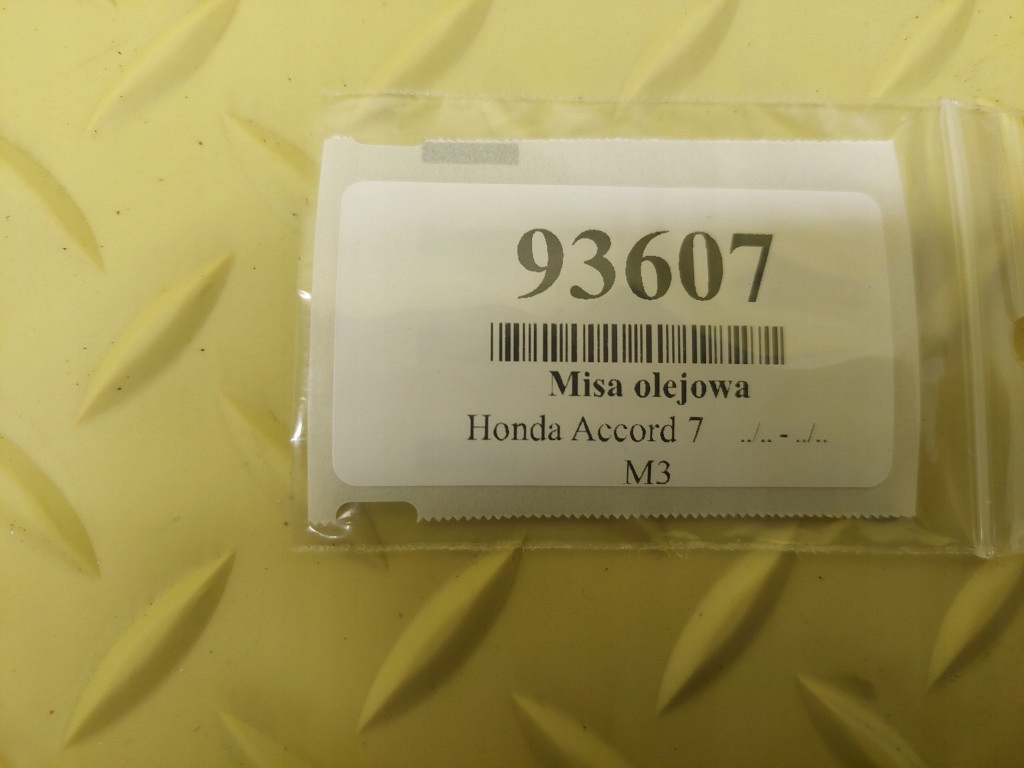 93607
Misa olejowa
Honda Accord 7 ../.. - ../..
M3